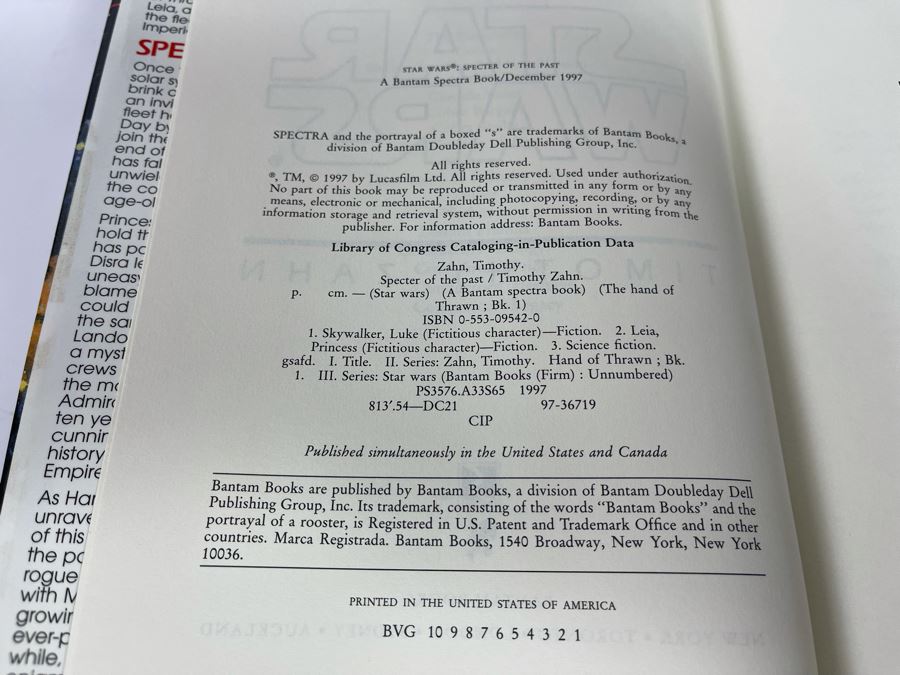 Leia, a
the fle
Imperi
SPE
Once
solar sy
brink o
an invi
fleet h
Day by
join the
end of
has fal
unwiel
the co
age-ol
Princes
hold th
has po
Disra le
uneasy
blame
could
the sa
Lando
a myst
crews
the mo
Admir
ten ye
cunnin
history
Empire
As Han
unrave
of this
the po
rogue
with M
growin
ever-p
while,
STAR WARS®: SPECTER OF THE PAST
A Bantam Spectra Book/December 1997
SPECTRA and the portrayal of a boxed "s" are trademarks of Bantam Books, a
division of Bantam Doubleday Dell Publishing Group, Inc.
All rights reserved.
®, TM, © 1997 by Lucasfilm Ltd. All rights reserved. Used under authorization.
No part of this book may be reproduced or transmitted in any form or by any
means, electronic or mechanical, including photocopying, recording, or by any
information storage and retrieval system, without permission in writing from the
publisher. For information address: Bantam Books.
Library of Congress Cataloging-in-Publication Data
Zahn, Timothy.
Specter of the past / Timothy Zahn.
p. cm. — (Star wars) (A Bantam spectra book) (The hand of
Thrawn ; Bk. 1)
ISBN 0-553-09542-0
1. Skywalker, Luke (Fictitious character)—Fiction. 2. Leia,
Princess (Fictitious character)—Fiction. 3. Science fiction.
gsafd. I. Title. II. Series: Zahn, Timothy. Hand of Thrawn ; Bk.
1. III. Series: Star wars (Bantam Books (Firm) : Unnumbered)
PS3576.A33S65 1997
813'.54—DC21 97-36719
CIP
Published simultaneously in the United States and Canada
Bantam Books are published by Bantam Books, a division of Bantam Doubleday Dell
Publishing Group, Inc. Its trademark, consisting of the words "Bantam Books" and the
portrayal of a rooster, is Registered in U.S. Patent and Trademark Office and in other
countries. Marca Registrada. Bantam Books, 1540 Broadway, New York, New York
10036.
PRINTED IN THE UNITED STATES OF AMERICA
BVG 10 9 8 7 6 5 4 3 2 1